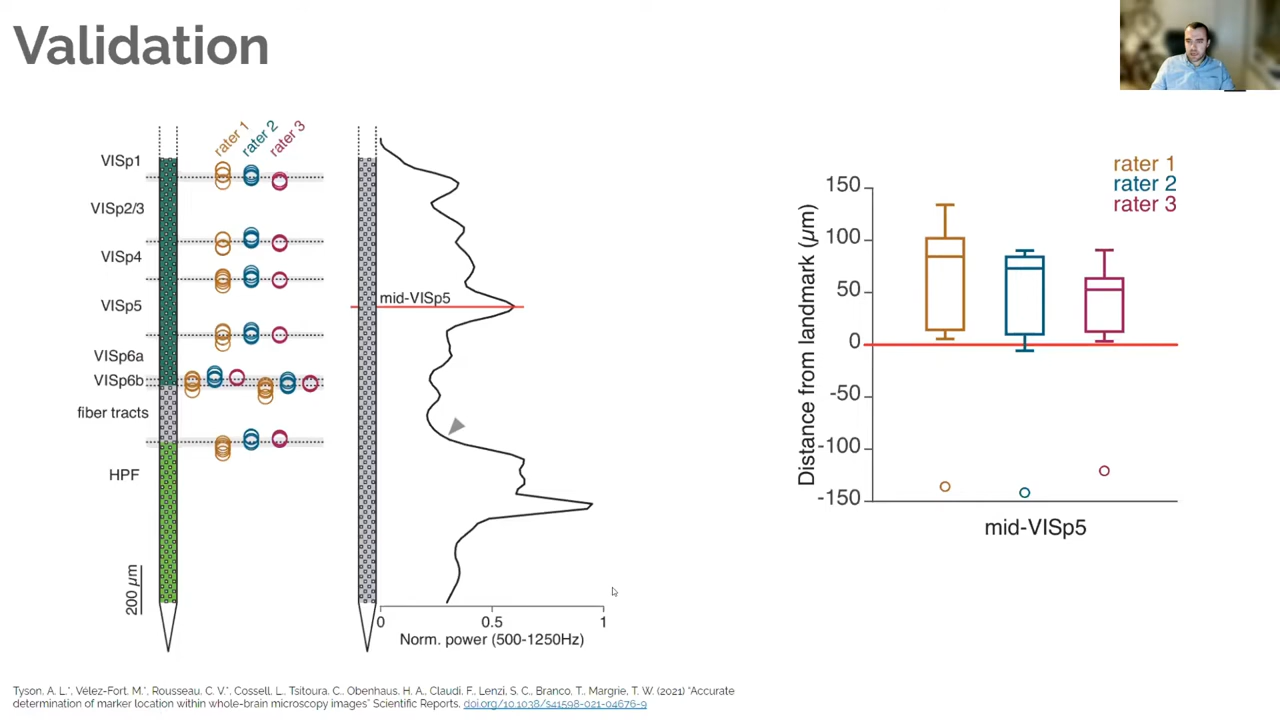 Validation
rater 1
rater 2
rater 3
VISp1
VISp2/3
VISp4
VISp5
VISp6a
VISp6b
fiber tracts
HPF
200 µm
mid-VISp5
0
0.5
1
Norm. power (500-1250Hz)
rater 1
rater 2
rater 3
150
100
50
0
-50
-100
-150
Distance from landmark (µm)
mid-VISp5
Tyson, A. L.*, Vélez-Fort, M.*, Rousseau, C. V.*, Cossell, L., Tsitoura, C., Obenhaus, H. A., Claudi, F., Lenzi, S. C., Branco, T., Margrie, T. W. (2021) "Accurate
determination of marker location within whole-brain microscopy images" Scientific Reports. doi.org/10.1038/s41598-021-04676-9